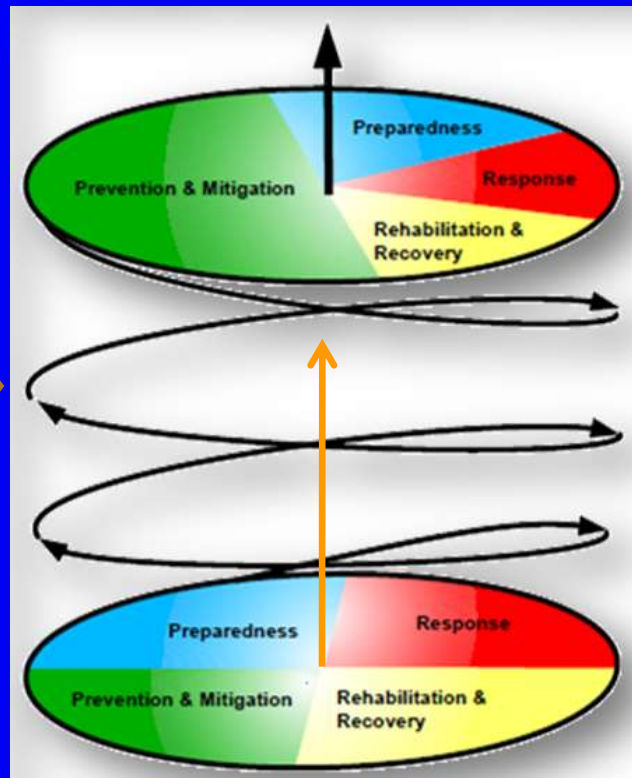 Preparedness
Prevention & Mitigation
Response
Rehabilitation &
Recovery
Preparedness
Response
Prevention & Mitigation
Rehabilitation &
Recovery